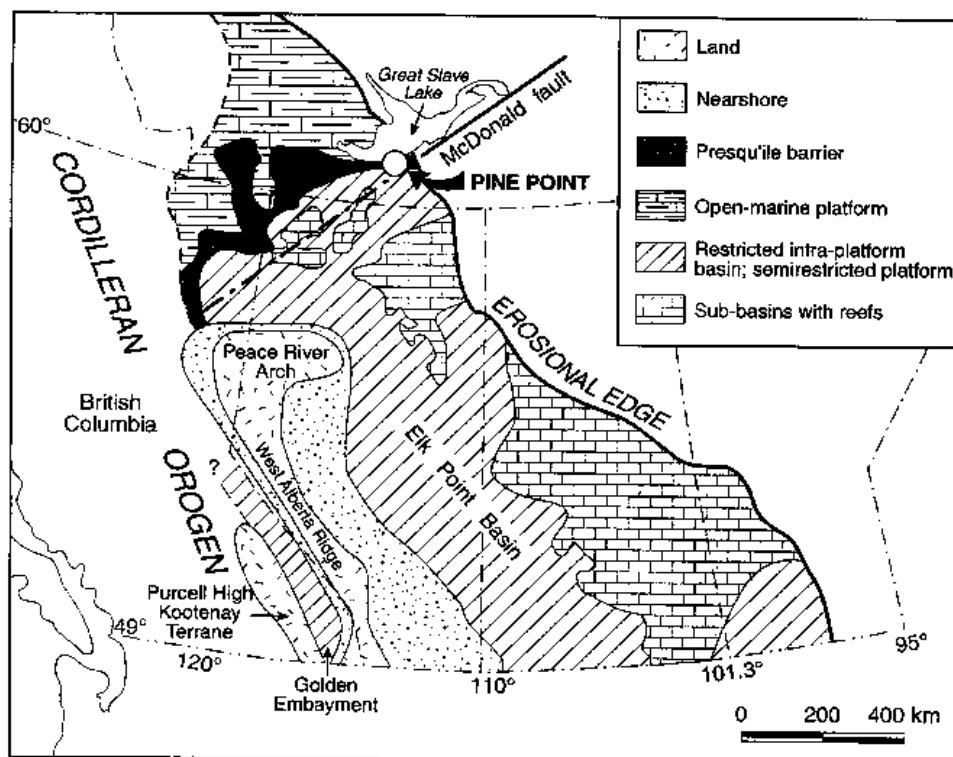 Great Slave
Lake
McDonald fault
60°
PINE POINT
CORDILLERAN
OROGEN
EROSIONAL EDGE
Peace River
Arch
British
Columbia
?
West Alberta Ridge
Elk Point Basin
Purcell High
Kootenay
Terrane
49°
120°
Golden
Embayment
110°
101.3°
95°
0 200 400 km
Land
Nearshore
Presqu'ile barrier
Open-marine platform
Restricted intra-platform
basin; semirestricted platform
Sub-basins with reefs